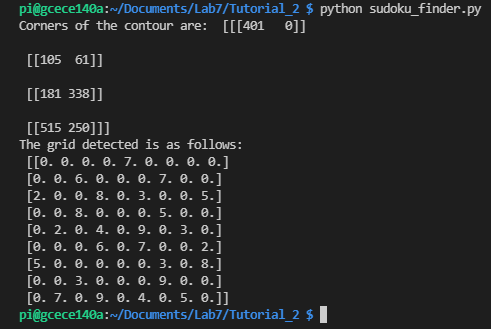 pi@gcece140a:~/Documents/Lab7/Tutorial_2 $ python sudoku_finder.py
Corners of the contour are:  [[[401   0]]

 [[105  61]]

 [[181 338]]

 [[515 250]]]
The grid detected is as follows:
 [[0. 0. 0. 0. 7. 0. 0. 0. 0.]
 [0. 0. 6. 0. 0. 0. 7. 0. 0.]
 [2. 0. 0. 8. 0. 3. 0. 0. 5.]
 [0. 0. 8. 0. 0. 0. 5. 0. 0.]
 [0. 2. 0. 4. 0. 9. 0. 3. 0.]
 [0. 0. 0. 6. 0. 7. 0. 0. 2.]
 [5. 0. 0. 0. 0. 0. 3. 0. 8.]
 [0. 0. 3. 0. 0. 0. 9. 0. 0.]
 [0. 7. 0. 9. 0. 4. 0. 5. 0.]]
pi@gcece140a:~/Documents/Lab7/Tutorial_2 $